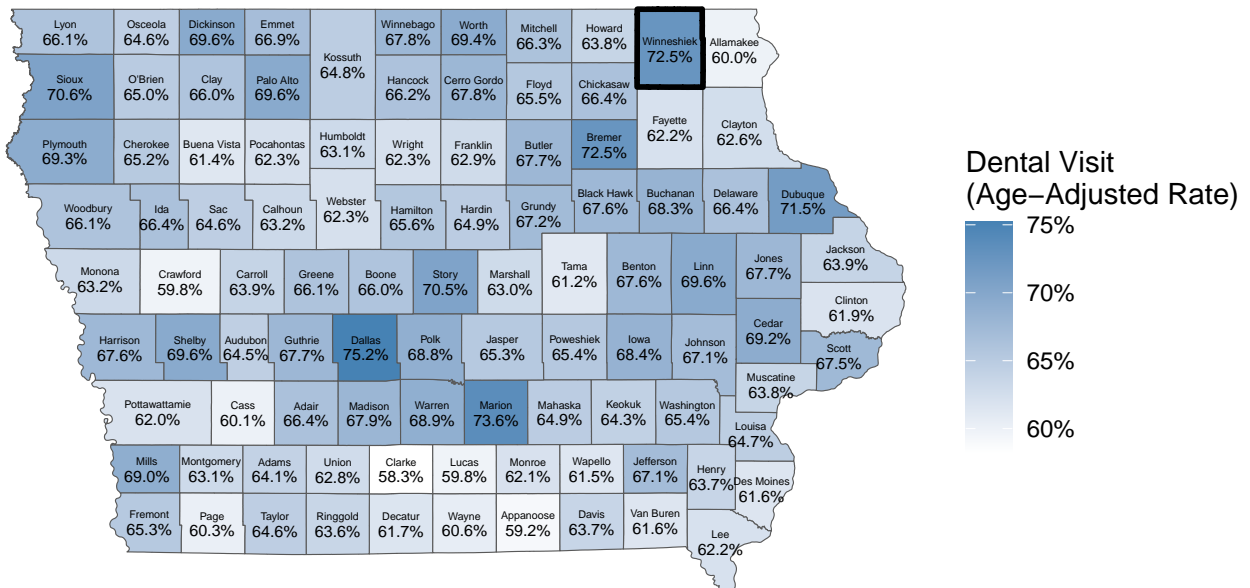 Lyon
66.1%
Osceola
64.6%
Dickinson
69.6%
Emmet
66.9%
Kossuth
64.8%
Winnebago
67.8%
Worth
69.4%
Mitchell
66.3%
Howard
63.8%
Winneshiek
72.5%
Allamakee
60.0%
Sioux
70.6%
O'Brien
65.0%
Clay
66.0%
Palo Alto
69.6%
Hancock
66.2%
Cerro Gordo
67.8%
Floyd
65.5%
Chickasaw
66.4%
Fayette
62.2%
Clayton
62.6%
Plymouth
69.3%
Cherokee
65.2%
Buena Vista
61.4%
Pocahontas
62.3%
Humboldt
63.1%
Wright
62.3%
Franklin
62.9%
Butler
67.7%
Bremer
72.5%
Woodbury
66.1%
Ida
66.4%
Sac
64.6%
Calhoun
63.2%
Webster
62.3%
Hamilton
65.6%
Hardin
64.9%
Grundy
67.2%
Black Hawk
67.6%
Buchanan
68.3%
Delaware
66.4%
Dubuque
71.5%
Monona
63.2%
Crawford
59.8%
Carroll
63.9%
Greene
66.1%
Boone
66.0%
Story
70.5%
Marshall
63.0%
Tama
61.2%
Benton
67.6%
Linn
69.6%
Jones
67.7%
Jackson
63.9%
Clinton
61.9%
Harrison
67.6%
Shelby
69.6%
Audubon
64.5%
Guthrie
67.7%
Dallas
75.2%
Polk
68.8%
Jasper
65.3%
Poweshiek
65.4%
Iowa
68.4%
Johnson
67.1%
Cedar
69.2%
Scott
67.5%
Muscatine
63.8%
Pottawattamie
62.0%
Cass
60.1%
Adair
66.4%
Madison
67.9%
Warren
68.9%
Marion
73.6%
Mahaska
64.9%
Keokuk
64.3%
Washington
65.4%
Louisa
64.7%
Mills
69.0%
Montgomery
63.1%
Adams
64.1%
Union
62.8%
Clarke
58.3%
Lucas
59.8%
Monroe
62.1%
Wapello
61.5%
Jefferson
67.1%
Henry
63.7%
Des Moines
61.6%
Fremont
65.3%
Page
60.3%
Taylor
64.6%
Ringgold
63.6%
Decatur
61.7%
Wayne
60.6%
Appanoose
59.2%
Davis
63.7%
Van Buren
61.6%
Lee
62.2%
Dental Visit
(Age−Adjusted Rate)
75%
70%
65%
60%